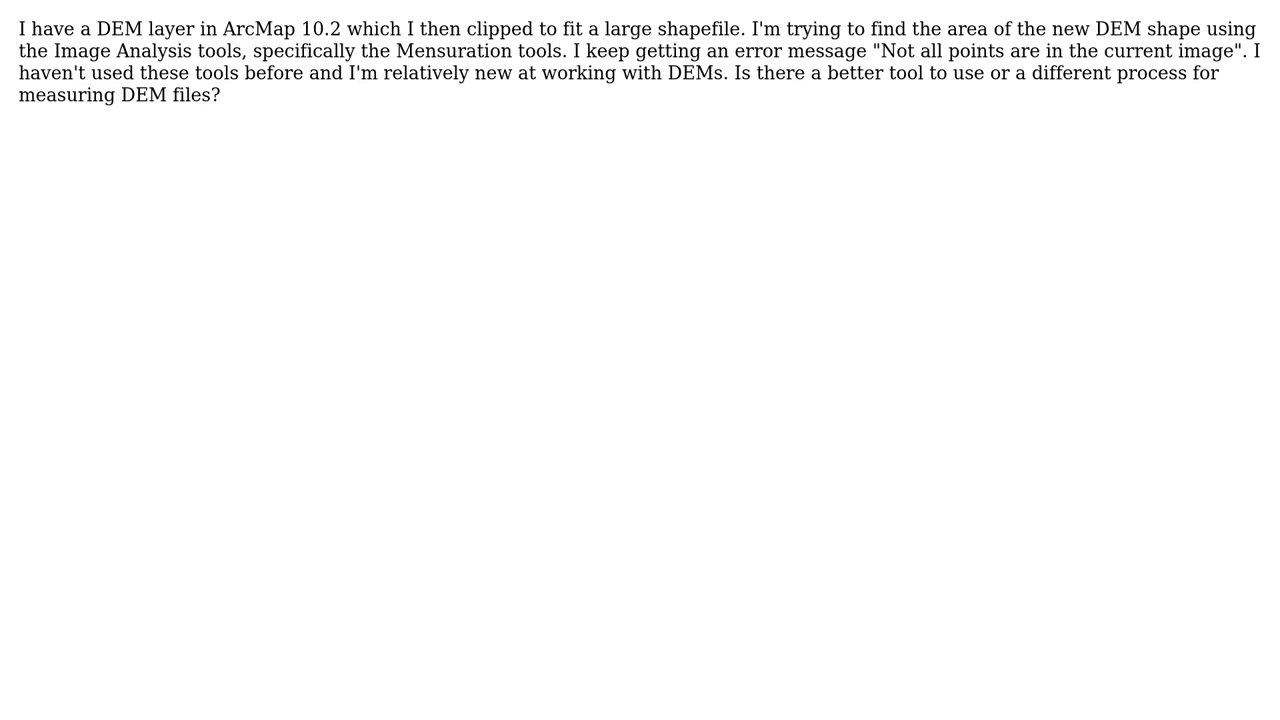 I have a DEM layer in ArcMap 10.2 which I then clipped to fit a large shapefile. I'm trying to find the area of the new DEM shape using
the Image Analysis tools, specifically the Mensuration tools. I keep getting an error message "Not all points are in the current image". I
haven't used these tools before and I'm relatively new at working with DEMs. Is there a better tool to use or a different process for
measuring DEM files?